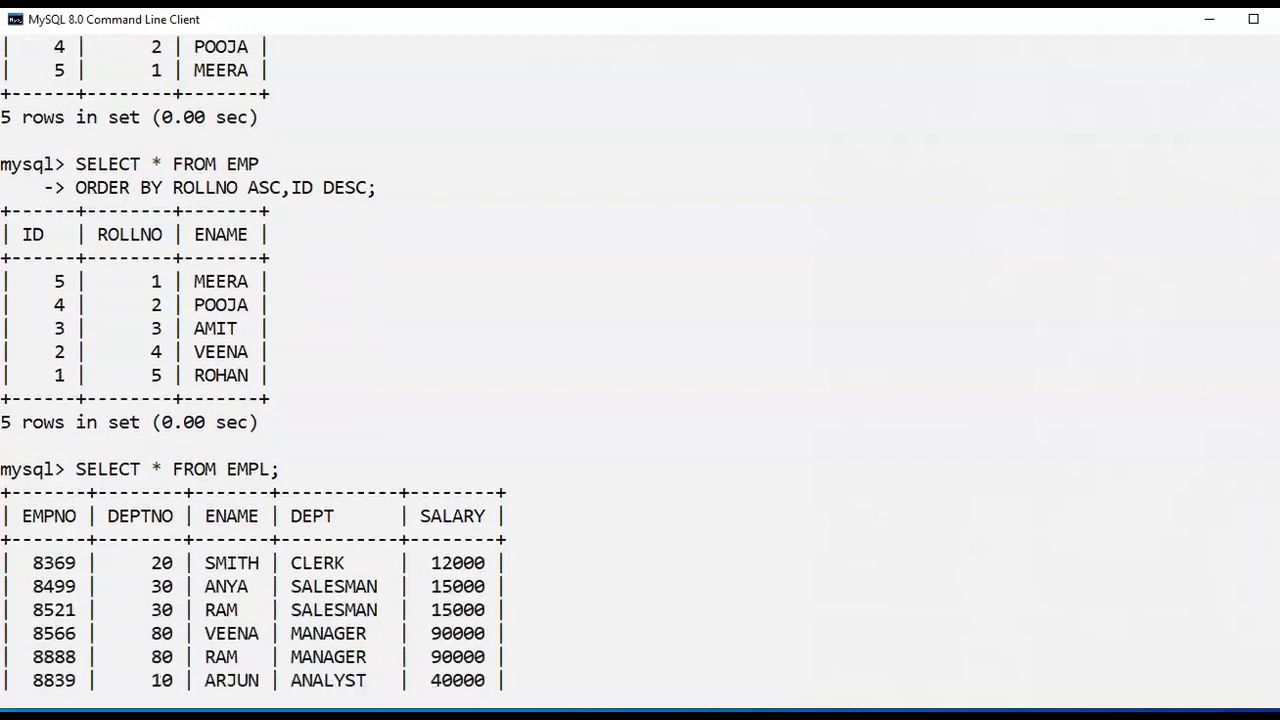 MySQL 8.0 Command Line Client
|    4 |      2 | POOJA |
|    5 |      1 | MEERA |
+------+--------+-------+
5 rows in set (0.00 sec)
mysql> SELECT * FROM EMP
    -> ORDER BY ROLLNO ASC,ID DESC;
+------+--------+-------+
| ID   | ROLLNO | ENAME |
+------+--------+-------+
|    5 |      1 | MEERA |
|    4 |      2 | POOJA |
|    3 |      3 | AMIT  |
|    2 |      4 | VEENA |
|    1 |      5 | ROHAN |
+------+--------+-------+
5 rows in set (0.00 sec)
mysql> SELECT * FROM EMPL;
+-------+--------+-------+-----------+--------+
| EMPNO | DEPTNO | ENAME | DEPT      | SALARY |
+-------+--------+-------+-----------+--------+
|  8369 |     20 | SMITH | CLERK     |  12000 |
|  8499 |     30 | ANYA  | SALESMAN  |  15000 |
|  8521 |     30 | RAM   | SALESMAN  |  15000 |
|  8566 |     80 | VEENA | MANAGER   |  90000 |
|  8888 |     80 | RAM   | MANAGER   |  90000 |
|  8839 |     10 | ARJUN | ANALYST   |  40000 |